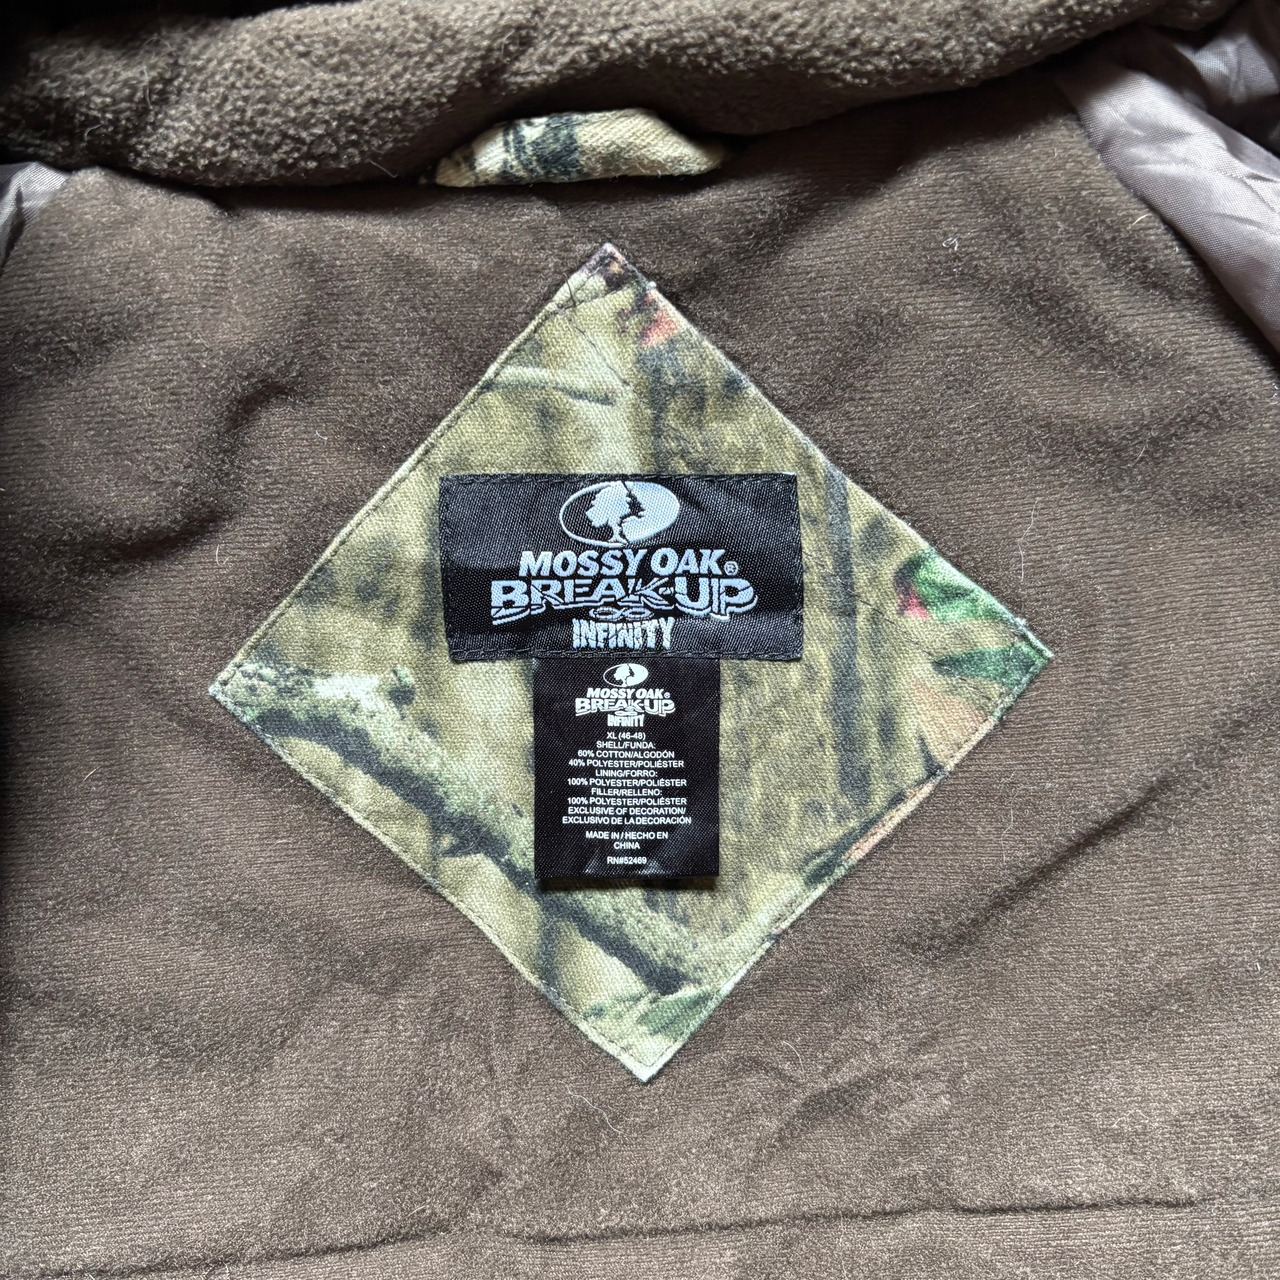 MOSSY OAK®
BREAK-UP
INFINITY
MOSSY OAK®
BREAK-UP
INFINITY
XL (46-48)
SHELL/FUNDA:
60% COTTON/ALGODÓN
40% POLYESTER/POLIÉSTER
LINING/FORRO:
100% POLYESTER/POLIÉSTER
FILLER/RELLENO:
100% POLYESTER/POLIÉSTER
EXCLUSIVE OF DECORATION/
EXCLUSIVO DE LA DECORACIÓN
MADE IN / HECHO EN
CHINA
RN#52469